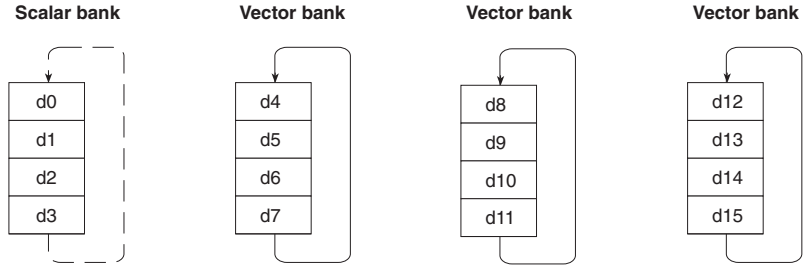 Scalar bank Vector bank Vector bank Vector bank
d0 d4 d8 d12
d1 d5 d9 d13
d2 d6 d10 d14
d3 d7 d11 d15